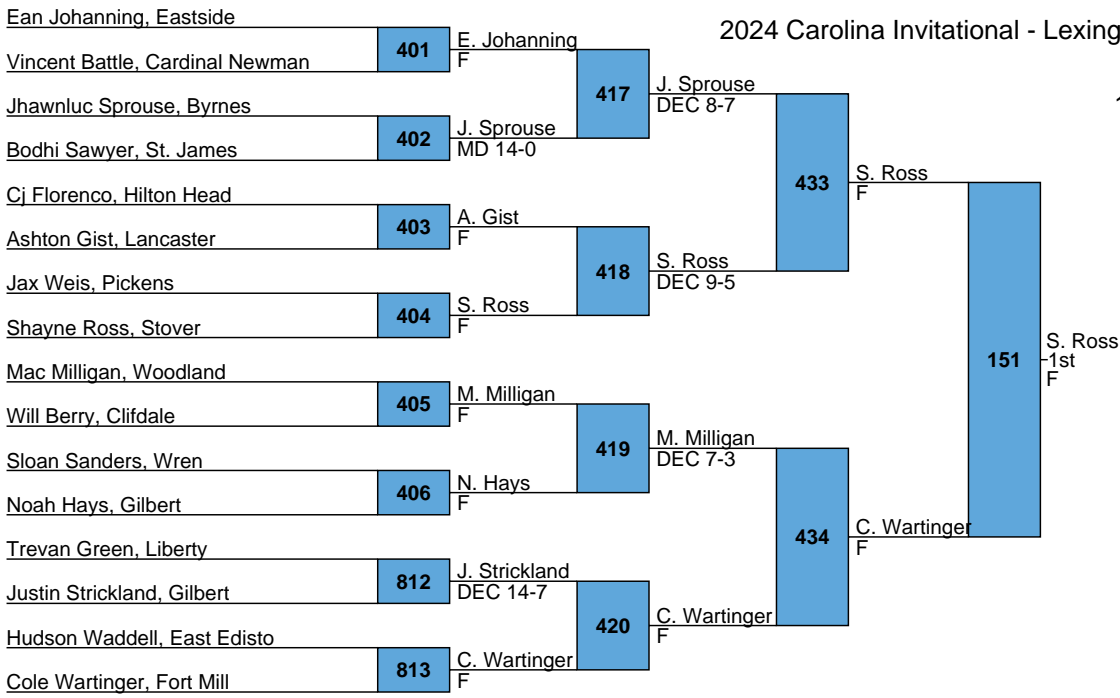 2024 Carolina Invitational - Lexing
Ean Johanning, Eastside
401
Vincent Battle, Cardinal Newman
E. Johanning
F
417
Jhawnluc Sprouse, Byrnes
402
Bodhi Sawyer, St. James
J. Sprouse
MD 14-0
J. Sprouse
DEC 8-7
433
Cj Florenco, Hilton Head
403
Ashton Gist, Lancaster
A. Gist
F
418
Jax Weis, Pickens
404
Shayne Ross, Stover
S. Ross
F
S. Ross
DEC 9-5
S. Ross
F
151
S. Ross
1st
F
Mac Milligan, Woodland
405
Will Berry, Clifdale
M. Milligan
F
419
Sloan Sanders, Wren
406
Noah Hays, Gilbert
N. Hays
F
M. Milligan
DEC 7-3
434
Trevan Green, Liberty
812
Justin Strickland, Gilbert
J. Strickland
DEC 14-7
420
Hudson Waddell, East Edisto
813
Cole Wartinger, Fort Mill
C. Wartinger
F
C. Wartinger
F
C. Wartinger
F